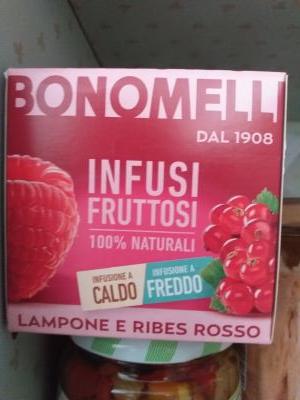 BONOMELLI
DAL 1908
INFUSI
FRUTTOSI
100% NATURALI
INFUSIONE A
CALDO
INFUSIONE A
FREDDO
LAMPONE E RIBES ROSSO